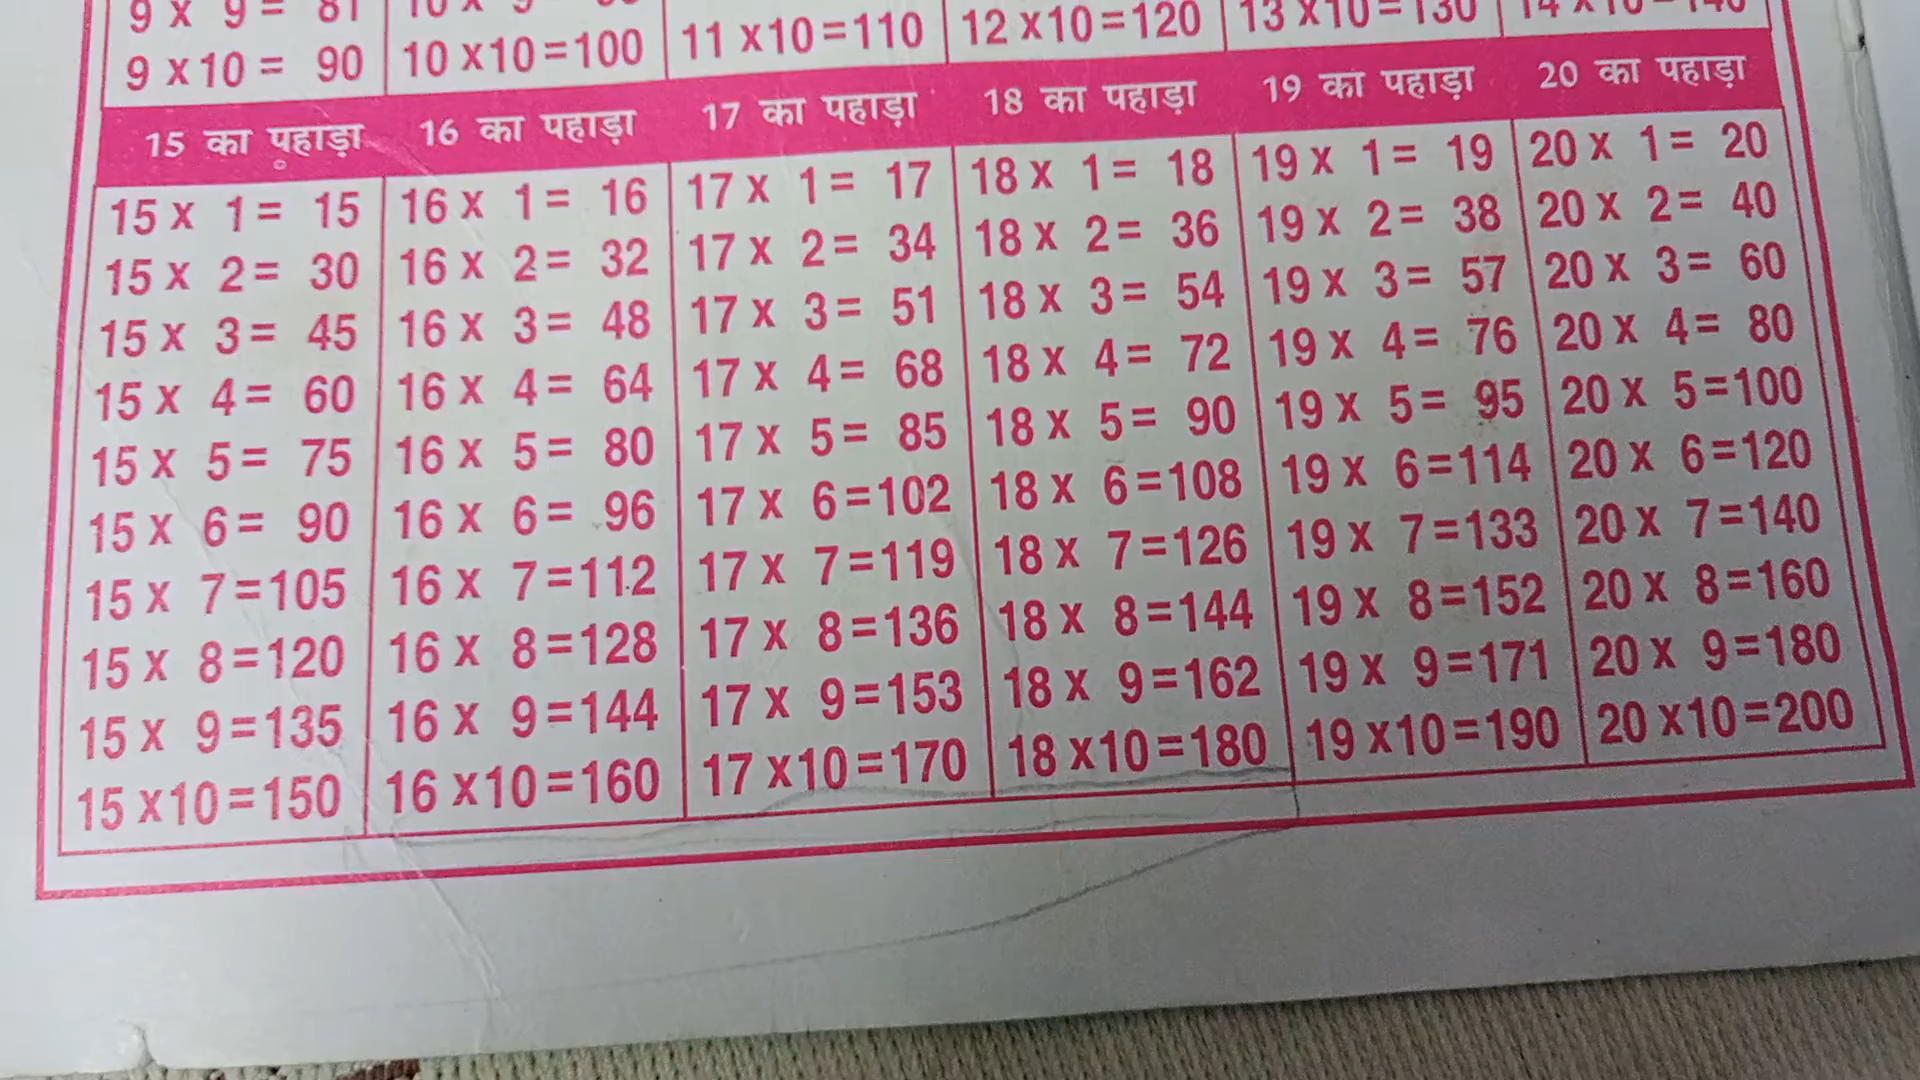 9 x 9 = 81
9 x 10 = 90 10 x 10 = 100 11 x 10 = 110 12 x 10 = 120 13 x 10 = 130 14 x 10 = 140
15 का पहाड़ा 16 का पहाड़ा 17 का पहाड़ा 18 का पहाड़ा 19 का पहाड़ा 20 का पहाड़ा
15 x 1 = 15 16 x 1 = 16 17 x 1 = 17 18 x 1 = 18 19 x 1 = 19 20 x 1 = 20
15 x 2 = 30 16 x 2 = 32 17 x 2 = 34 18 x 2 = 36 19 x 2 = 38 20 x 2 = 40
15 x 3 = 45 16 x 3 = 48 17 x 3 = 51 18 x 3 = 54 19 x 3 = 57 20 x 3 = 60
15 x 4 = 60 16 x 4 = 64 17 x 4 = 68 18 x 4 = 72 19 x 4 = 76 20 x 4 = 80
15 x 5 = 75 16 x 5 = 80 17 x 5 = 85 18 x 5 = 90 19 x 5 = 95 20 x 5 = 100
15 x 6 = 90 16 x 6 = 96 17 x 6 = 102 18 x 6 = 108 19 x 6 = 114 20 x 6 = 120
15 x 7 = 105 16 x 7 = 112 17 x 7 = 119 18 x 7 = 126 19 x 7 = 133 20 x 7 = 140
15 x 8 = 120 16 x 8 = 128 17 x 8 = 136 18 x 8 = 144 19 x 8 = 152 20 x 8 = 160
15 x 9 = 135 16 x 9 = 144 17 x 9 = 153 18 x 9 = 162 19 x 9 = 171 20 x 9 = 180
15 x 10 = 150 16 x 10 = 160 17 x 10 = 170 18 x 10 = 180 19 x 10 = 190 20 x 10 = 200